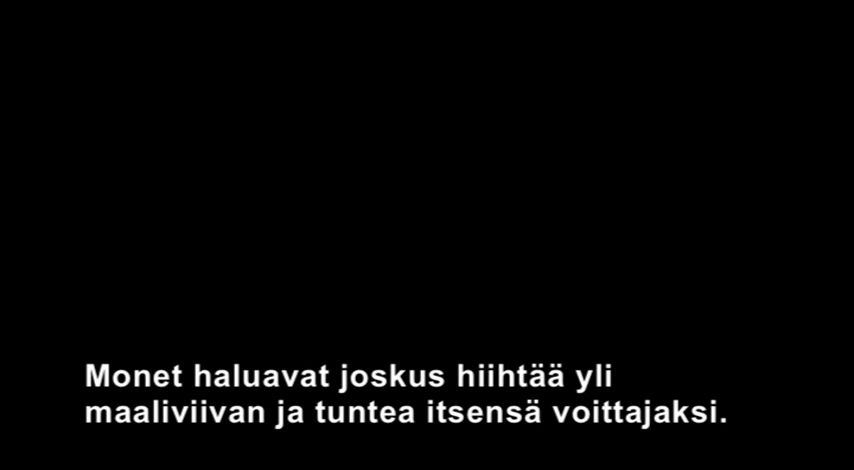 Monet haluavat joskus hiihtää yli
maaliviivan ja tuntea itsensä voittajaksi.